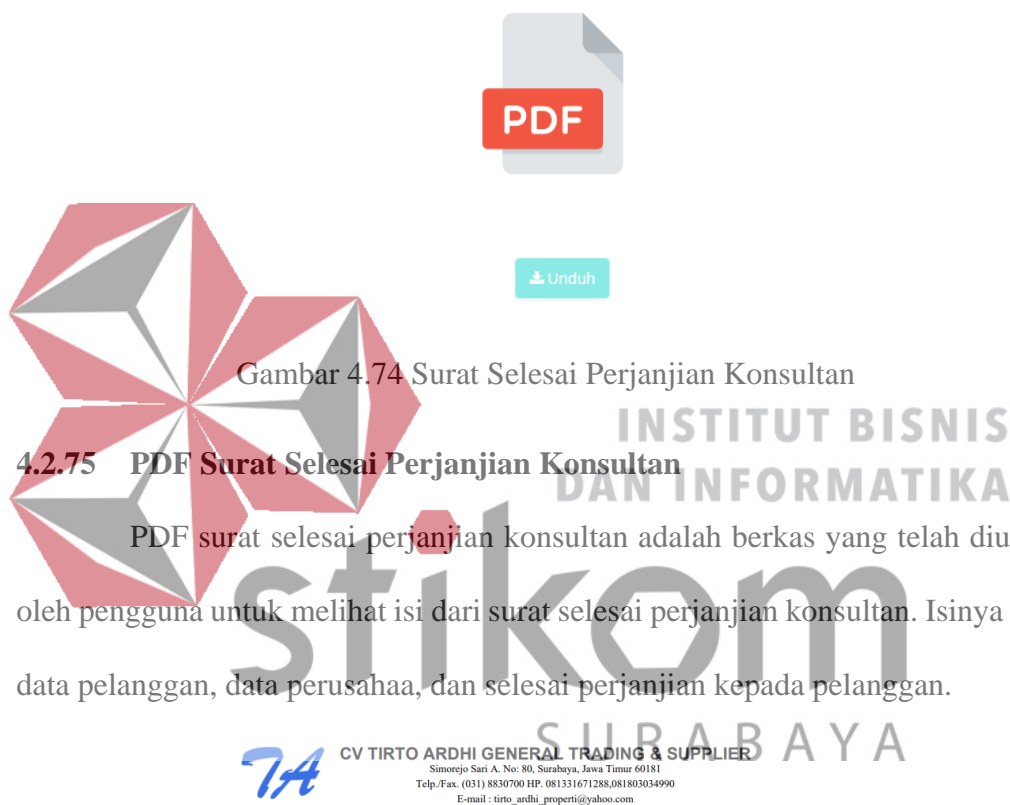 PDF
Unduh
Gambar 4.74 Surat Selesai Perjanjian Konsultan
INSTITUT BISNIS
4.2.75 PDF Surat Selesai Perjanjian Konsultan
DAN INFORMATIKA
PDF surat selesai perjanjian konsultan adalah berkas yang telah diu
stikom
oleh pengguna untuk melihat isi dari surat selesai perjanjian konsultan. Isinya
data pelanggan, data perusahaa, dan selesai perjanjian kepada pelanggan.
SURABAYA
TA CV TIRTO ARDHI GENERAL TRADING & SUPPLIER
Simorejo Sari A. No: 80, Surabaya, Jawa Timur 60181
Telp./Fax. (031) 8830700 HP. 081331671288,081803034990
E-mail : tirto_ardhi_properti@yahoo.com